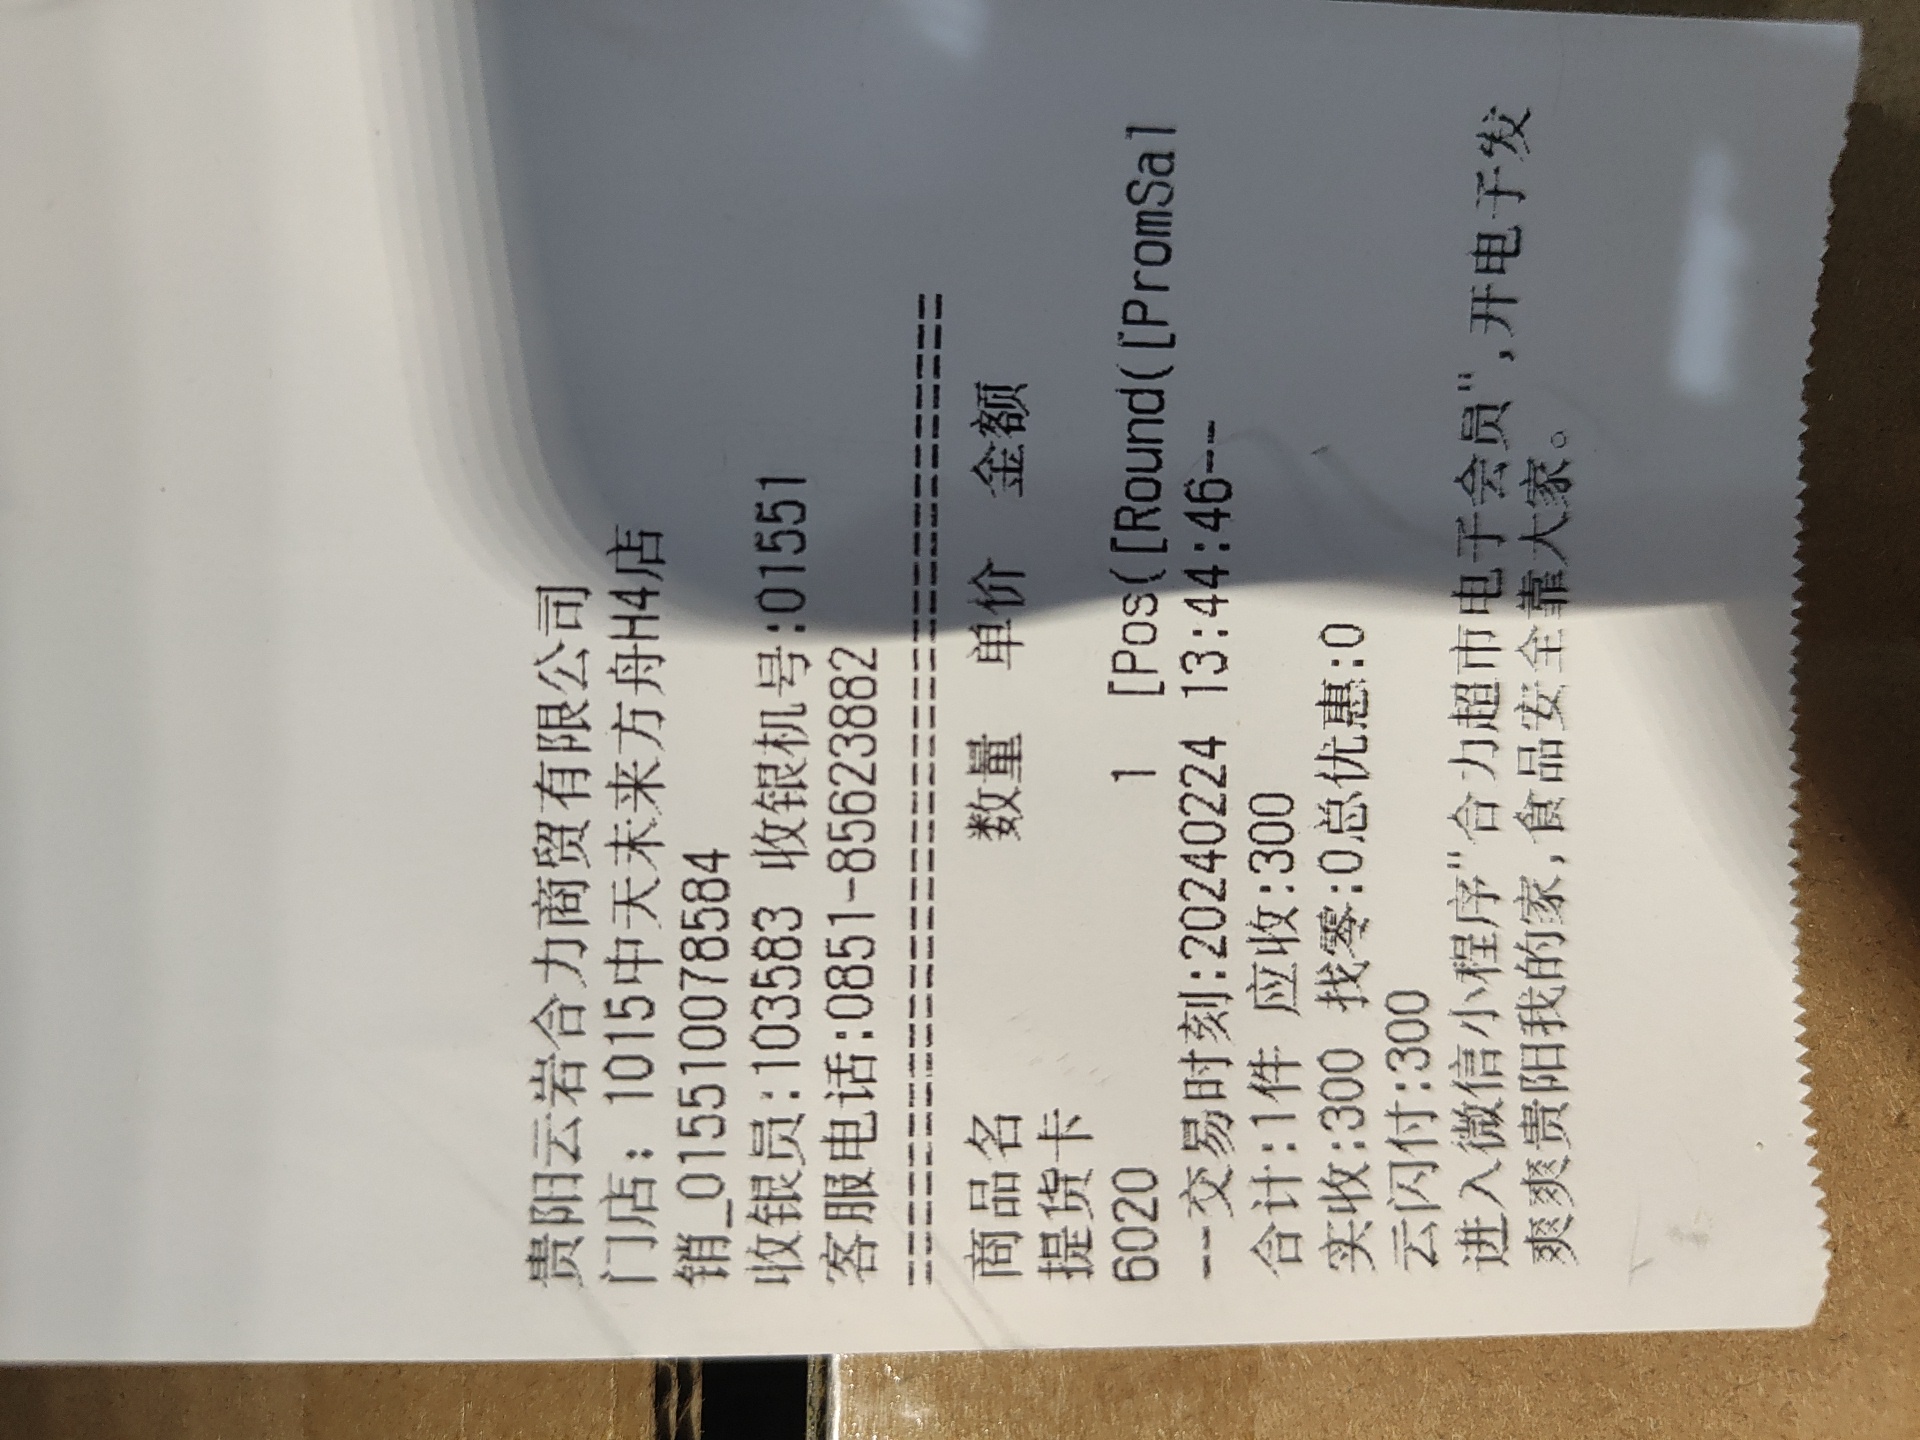 贵阳云岩合力商贸有限公司
门店：1015中天未来方舟H4店
销_015510078584
收银员:103583 收银机号:01551
客服电话:0851-85623882
========================================
商品名 数量 单价 金额
提货卡
6020 1 [Pos([Round([PromSal
--交易时刻:20240224 13:44:46--
合计:1件 应收:300
实收:300 找零:0总优惠:0
云闪付:300
进入微信小程序"合力超市电子会员",开电子发
爽爽贵阳我的家,食品安全靠大家。